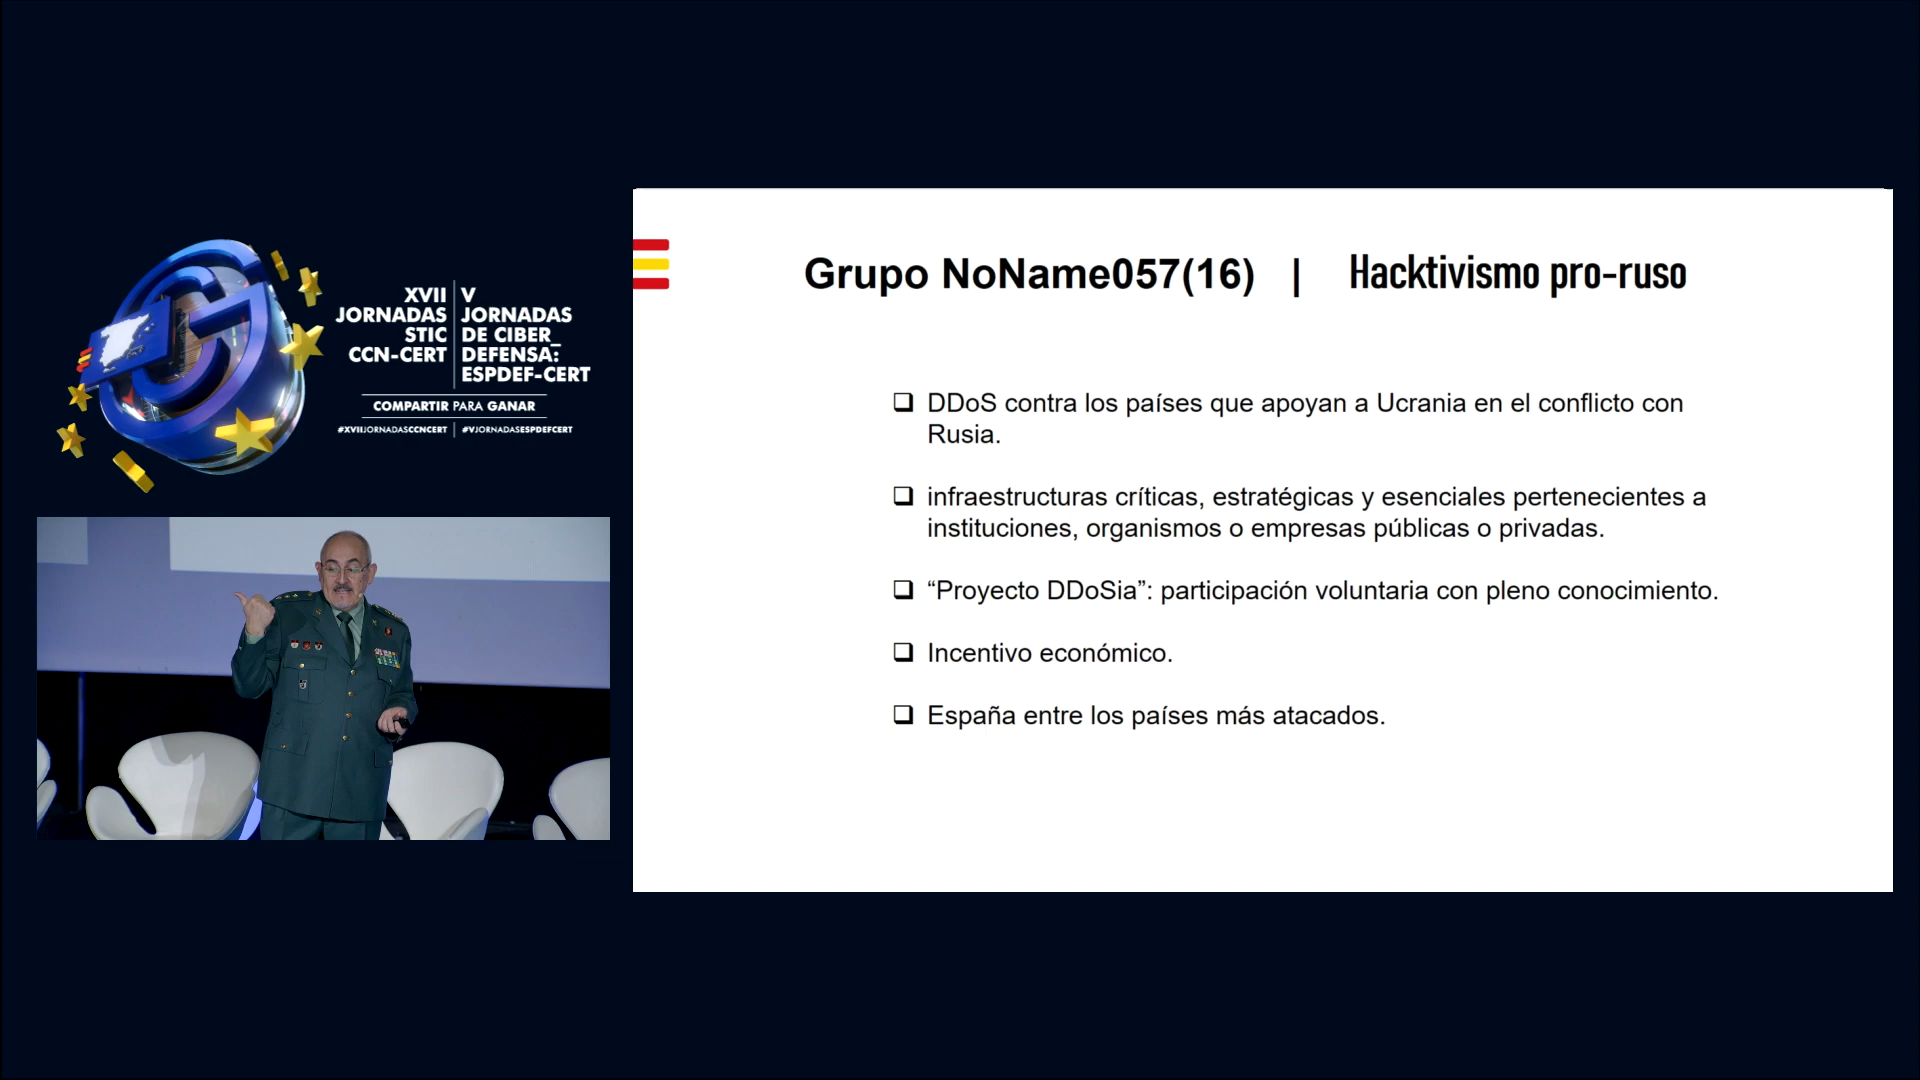 XVII
JORNADAS
STIC
CCN-CERT
V
JORNADAS
DE CIBER_
DEFENSA:
ESPDEF-CERT
COMPARTIR PARA GANAR
#XVIIJORNADASCCNCERT
#VJORNADASESPDEFCERT
Grupo NoName057(16) | Hacktivismo pro-ruso
DDoS contra los países que apoyan a Ucrania en el conflicto con
Rusia.
infraestructuras críticas, estratégicas y esenciales pertenecientes a
instituciones, organismos o empresas públicas o privadas.
“Proyecto DDoSia”: participación voluntaria con pleno conocimiento.
Incentivo económico.
España entre los países más atacados.